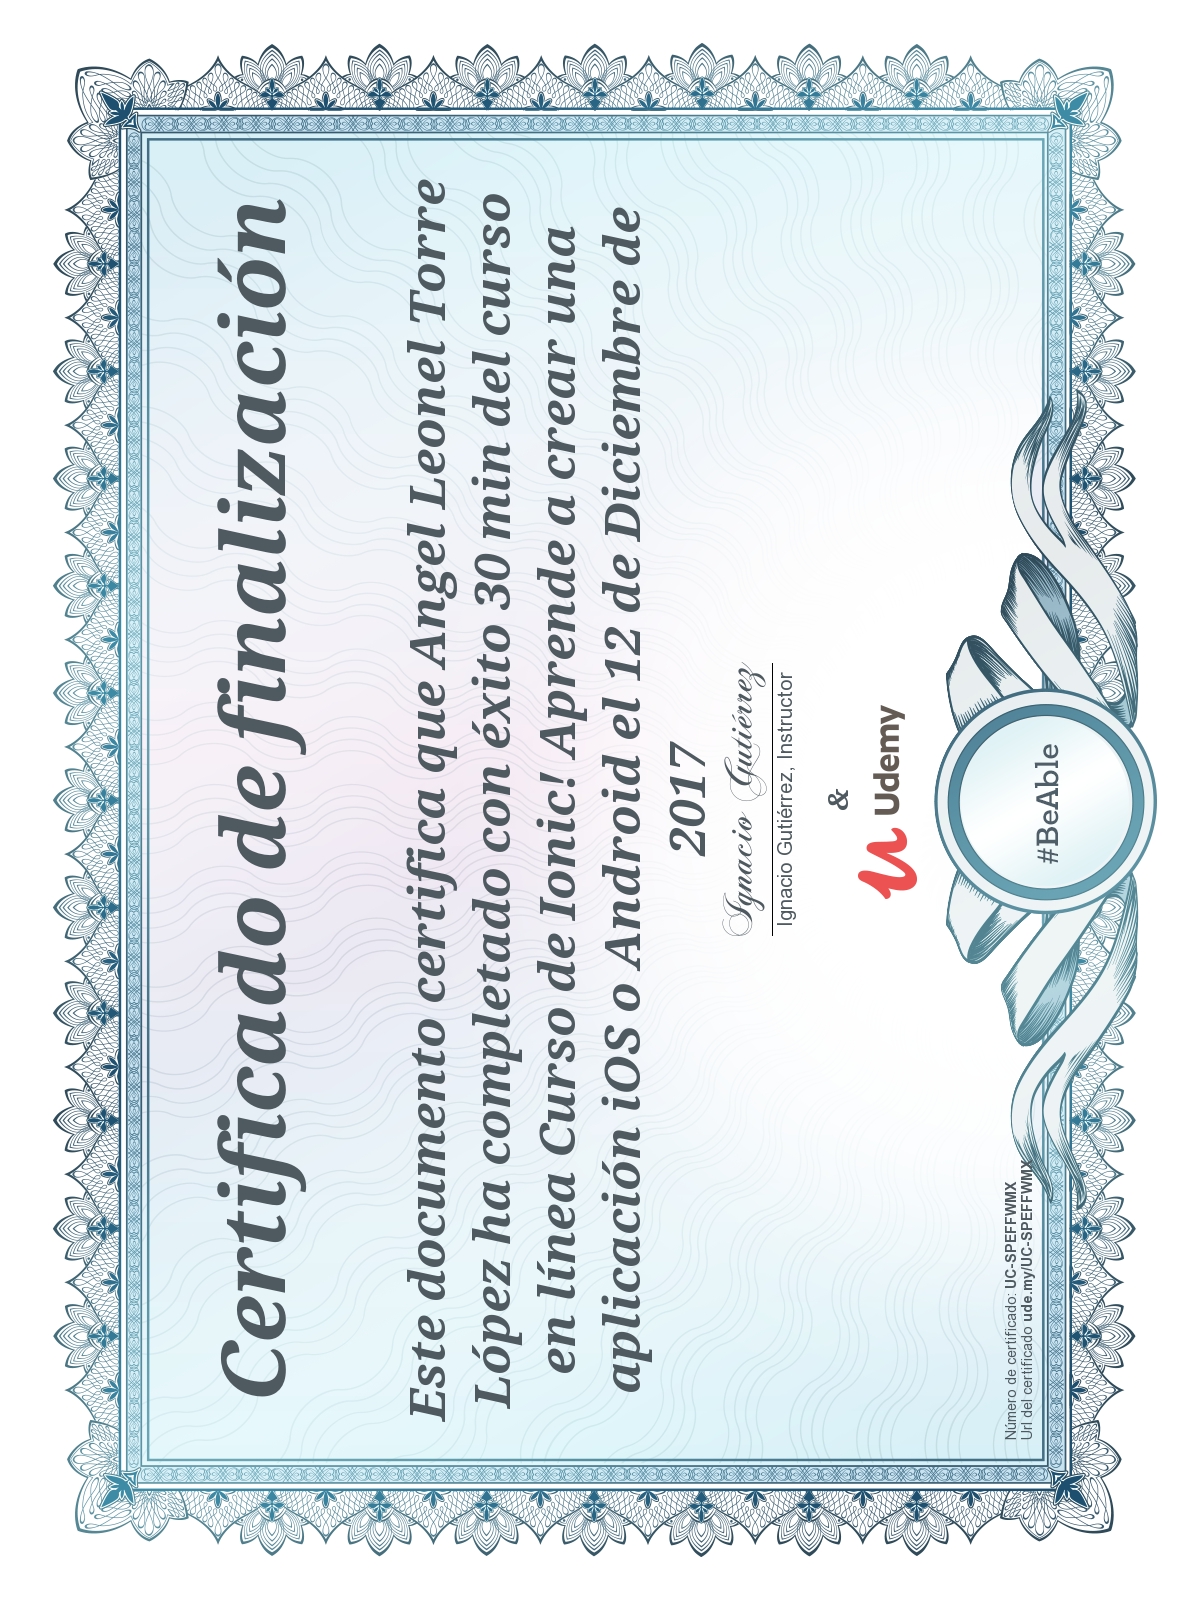 Certificado de finalización
Este documento certifica que Angel Leonel Torre
López ha completado con éxito 30 min del curso
en línea Curso de Ionic! Aprende a crear una
aplicación iOS o Android el 12 de Diciembre de
2017
Ignacio Gutiérrez
Ignacio Gutiérrez, Instructor
&
Udemy
#BeAble
Número de certificado: UC-SPEFFWMX
Url del certificado ude.my/UC-SPEFFWMX